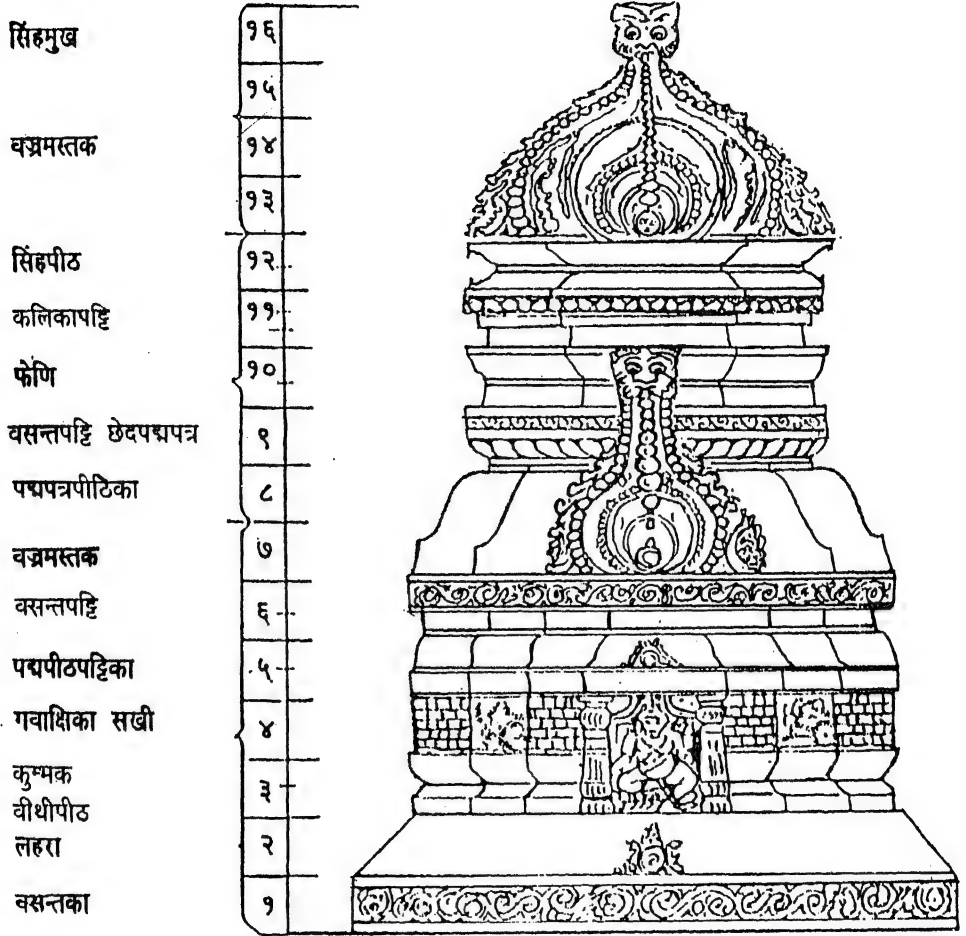 सिंहमुख १६
१५
वज्रमस्तक १४
१३
सिंहपीठ १२
कलिकापट्टि ११
फेणि १०
वसन्तपट्टि छेदपद्मपत्र ९
पद्मपत्रपीठिका ८
वज्रमस्तक ७
वसन्तपट्टि ६
पद्मपीठपट्टिका ५
गवाक्षिका सखी ४
कुम्भक ३
वीथीपीठ
लहरा २
वसन्तका १